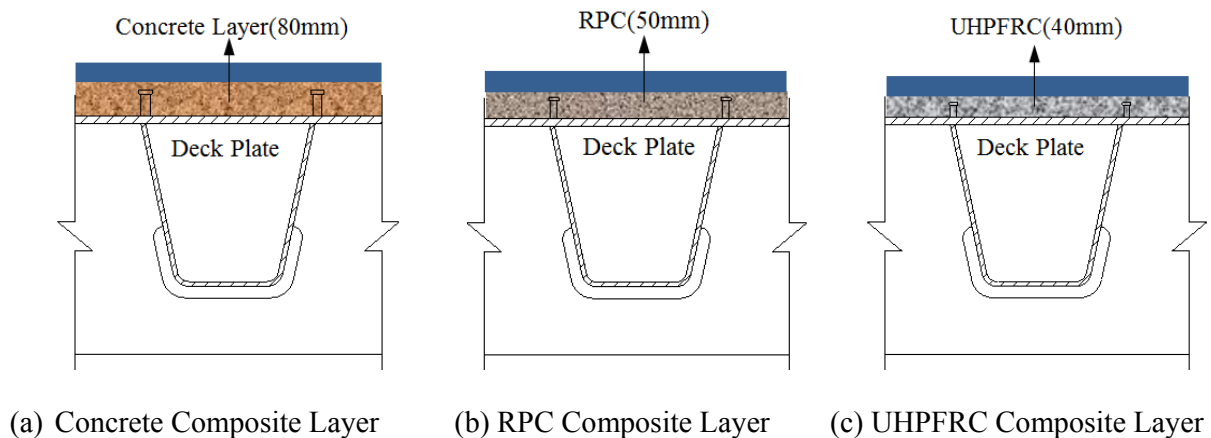 Concrete Layer(80mm)
RPC(50mm)
UHPFRC(40mm)
Deck Plate
Deck Plate
Deck Plate
(a) Concrete Composite Layer
(b) RPC Composite Layer
(c) UHPFRC Composite Layer